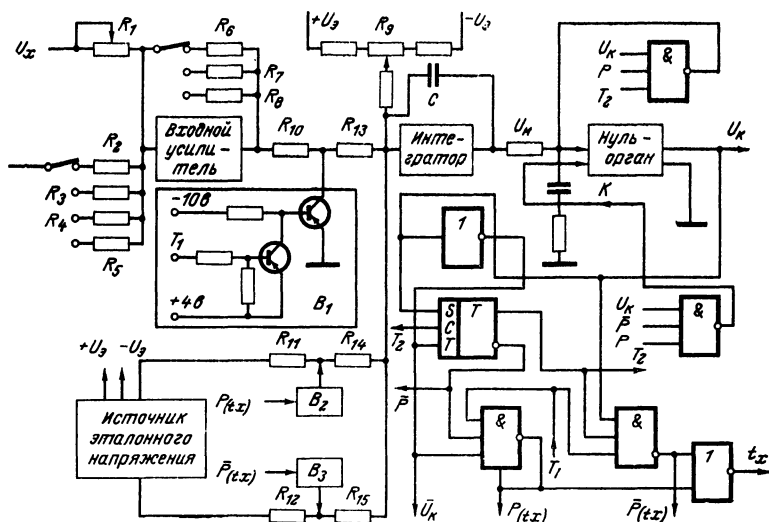 +Uэ
R9
-Uэ
Ux
R1
R6
R7
R8
C
Uк
P
T2
&
R2
R3
R4
R5
Входной
усили-
тель
R10
R13
Инте-
гратор
Uи
Нуль-
орган
Uк
K
-10в
T1
+4в
B1
1
S
C
T
T
T2
Uк
P̄
P
&
T2
+Uэ
-Uэ
R11
R14
P(tx)
B2
Источник
эталонного
напряжения
P̄(tx)
B3
R12
R15
P̄
&
T1
&
1
tx
Ūк
P(tx)
P̄(tx)